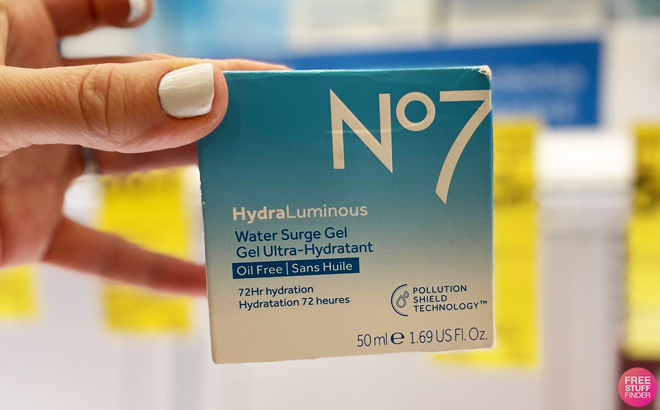 No7
HydraLuminous
Water Surge Gel
Gel Ultra-Hydratant
Oil Free | Sans Huile
72Hr hydration
Hydratation 72 heures
POLLUTION
SHIELD
TECHNOLOGY™
50 ml e 1.69 US Fl. Oz.
FREE
STUFF
FINDER